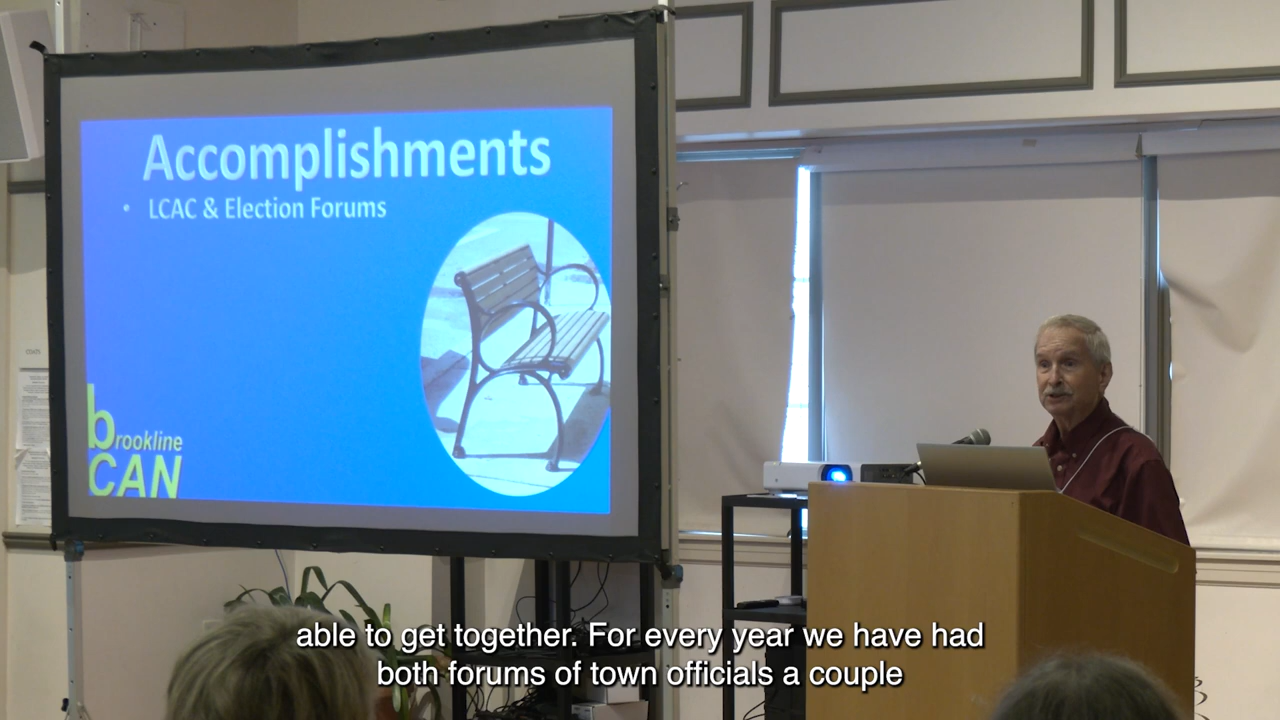 Accomplishments
• LCAC & Election Forums
brookline
CAN
able to get together. For every year we have had
both forums of town officials a couple